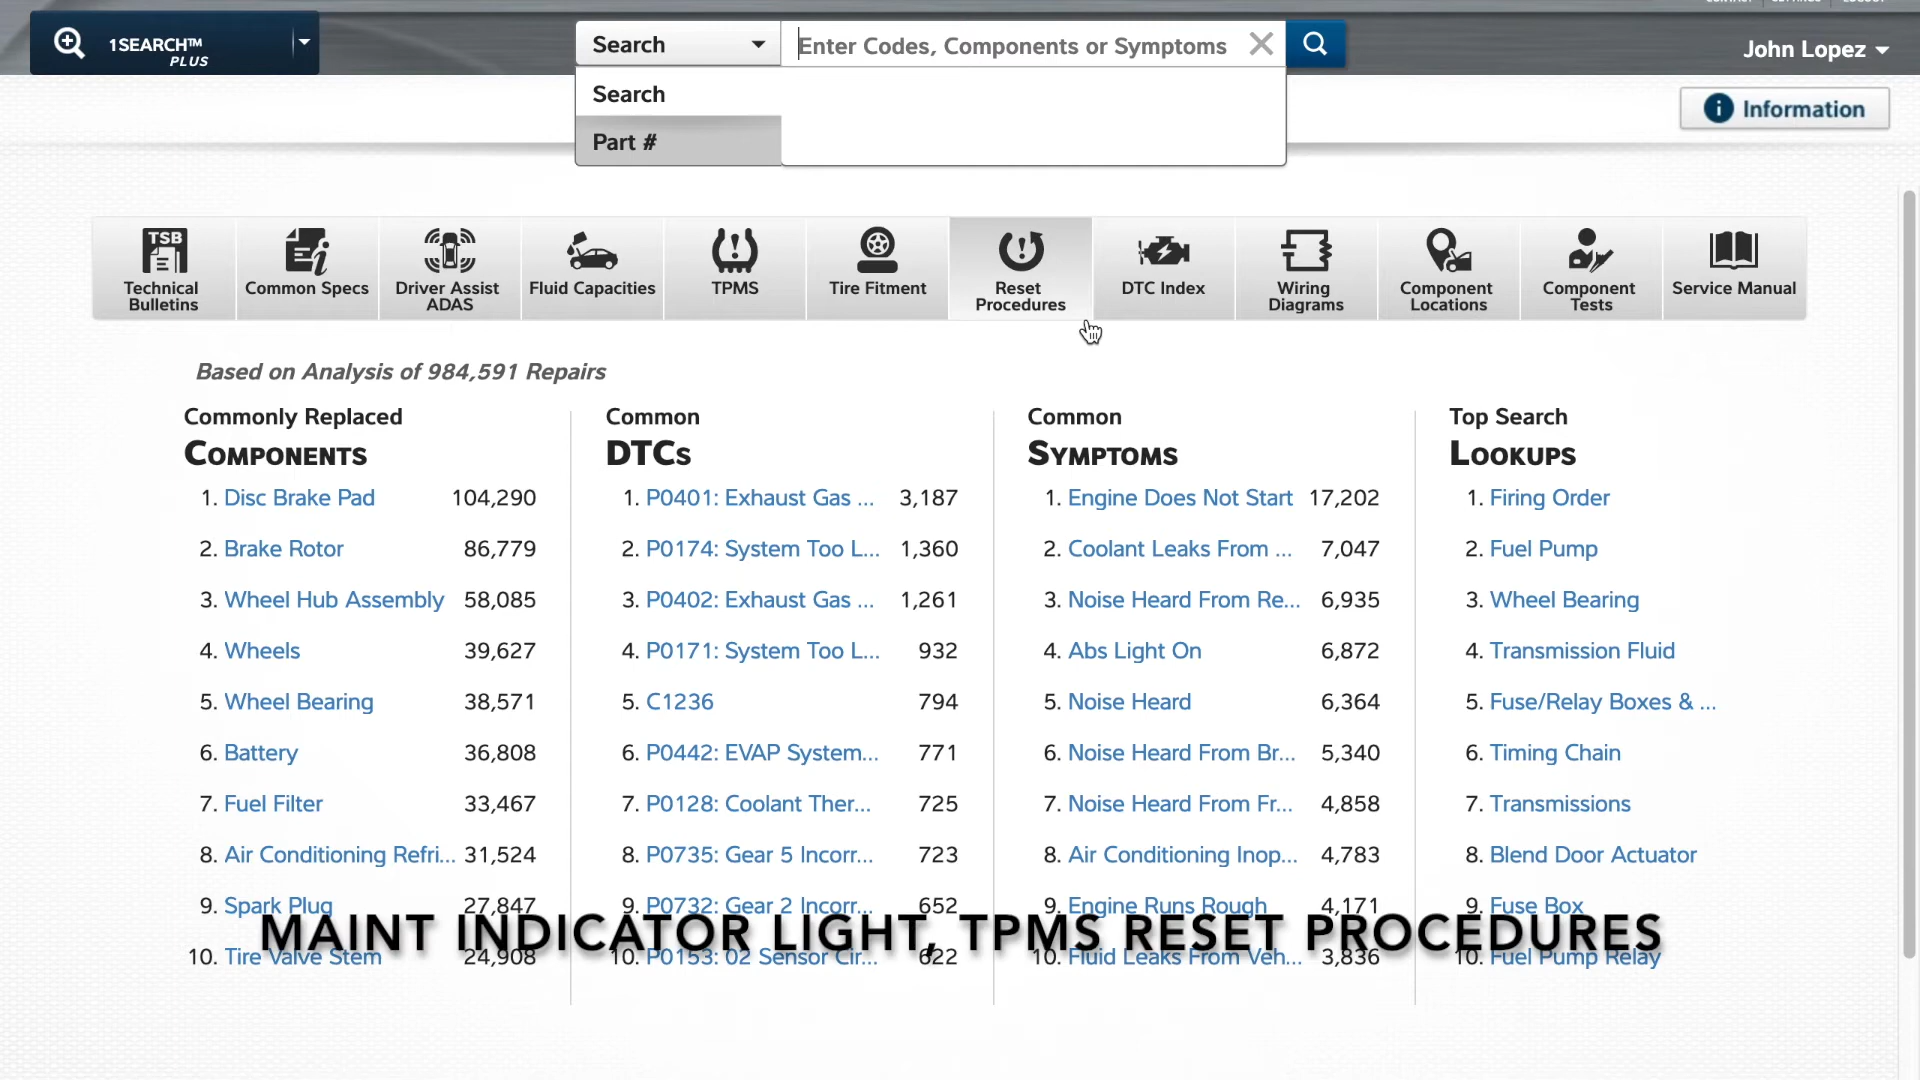 1SEARCH™
PLUS
Search
Enter Codes, Components or Symptoms
John Lopez
Search
Part #
Information
TSB
Technical
Bulletins
Common Specs
Driver Assist
ADAS
Fluid Capacities
TPMS
Tire Fitment
Reset
Procedures
DTC Index
Wiring
Diagrams
Component
Locations
Component
Tests
Service Manual
Based on Analysis of 984,591 Repairs
Commonly Replaced
COMPONENTS
1. Disc Brake Pad 104,290
2. Brake Rotor 86,779
3. Wheel Hub Assembly 58,085
4. Wheels 39,627
5. Wheel Bearing 38,571
6. Battery 36,808
7. Fuel Filter 33,467
8. Air Conditioning Refri... 31,524
9. Spark Plug 27,847
10. Tire Valve Stem 24,908
Common
DTCS
1. P0401: Exhaust Gas ... 3,187
2. P0174: System Too L... 1,360
3. P0402: Exhaust Gas ... 1,261
4. P0171: System Too L... 932
5. C1236 794
6. P0442: EVAP System... 771
7. P0128: Coolant Ther... 725
8. P0735: Gear 5 Incorr... 723
9. P0732: Gear 2 Incorr... 652
10. P0153: 02 Sensor Cir... 622
Common
SYMPTOMS
1. Engine Does Not Start 17,202
2. Coolant Leaks From ... 7,047
3. Noise Heard From Re... 6,935
4. Abs Light On 6,872
5. Noise Heard 6,364
6. Noise Heard From Br... 5,340
7. Noise Heard From Fr... 4,858
8. Air Conditioning Inop... 4,783
9. Engine Runs Rough 4,171
10. Fluid Leaks From Veh... 3,836
Top Search
LOOKUPS
1. Firing Order
2. Fuel Pump
3. Wheel Bearing
4. Transmission Fluid
5. Fuse/Relay Boxes & ...
6. Timing Chain
7. Transmissions
8. Blend Door Actuator
9. Fuse Box
10. Fuel Pump Relay
MAINT INDICATOR LIGHT, TPMS RESET PROCEDURES